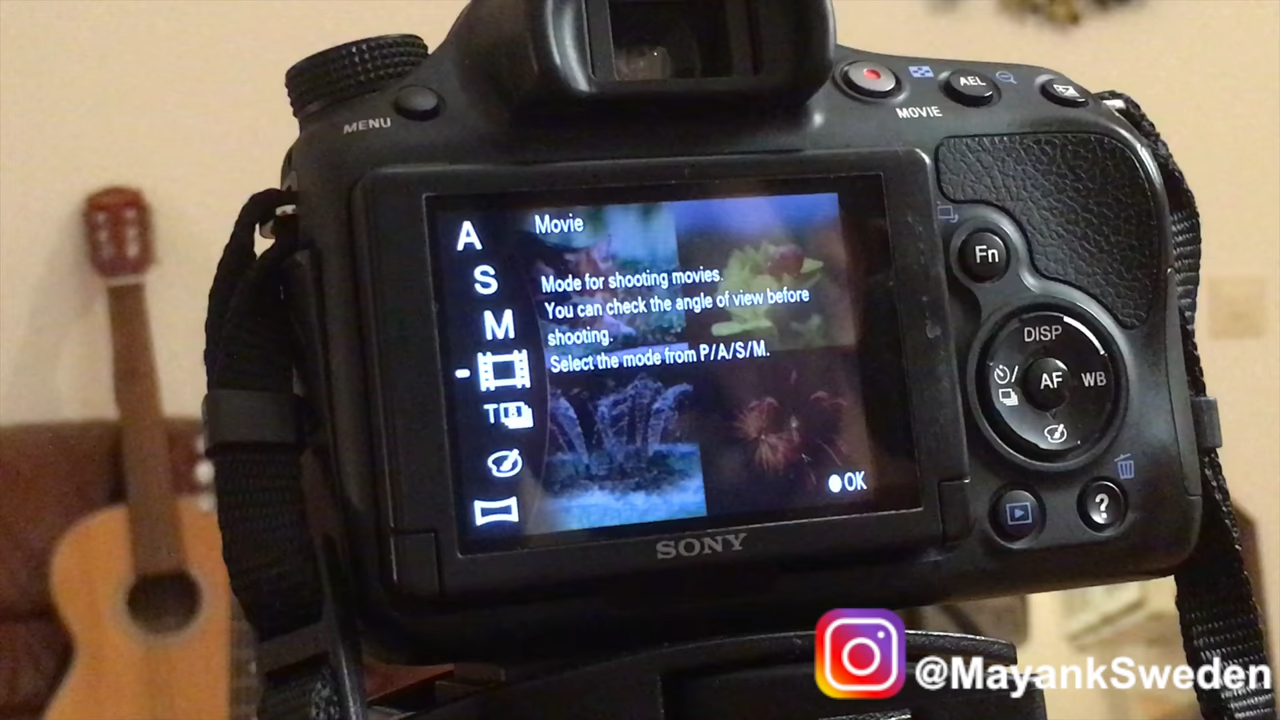 MENU
MOVIE
AEL
A
S
M
Movie
Mode for shooting movies.
You can check the angle of view before
shooting.
Select the mode from P/A/S/M.
OK
Fn
DISP
AF
WB
?
SONY
@MayankSweden